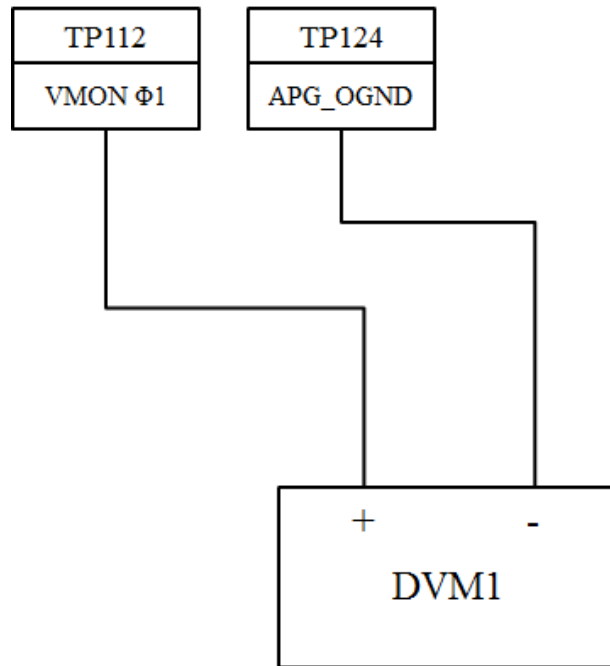 TP112
TP124
VMON Φ1
APG_OGND
+
-
DVM1